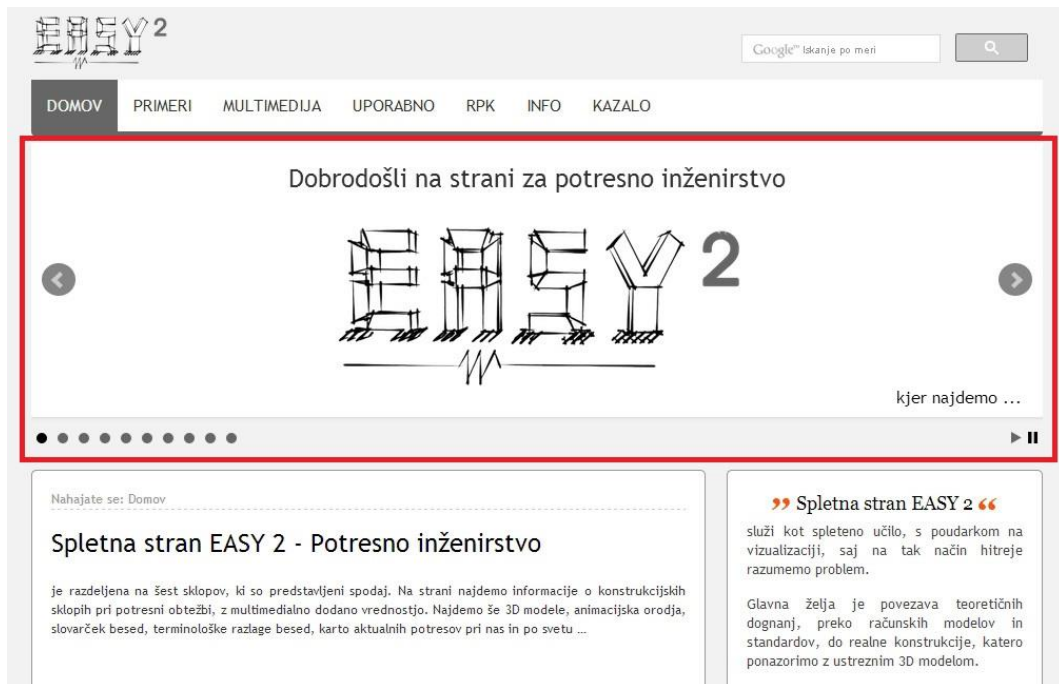 EASY 2
Google™ Iskanje po meri
DOMOV PRIMERI MULTIMEDIJA UPORABNO RPK INFO KAZALO
Dobrodošli na strani za potresno inženirstvo
EASY 2
kjer najdemo ...
Nahajate se: Domov
Spletna stran EASY 2 - Potresno inženirstvo
je razdeljena na šest sklopov, ki so predstavljeni spodaj. Na strani najdemo informacije o konstrukcijskih
sklopih pri potresni obtežbi, z multimedialno dodano vrednostjo. Najdemo še 3D modele, animacijska orodja,
slovarček besed, terminološke razlage besed, karto aktualnih potresov pri nas in po svetu ...
” Spletna stran EASY 2 “
služi kot spleteno učilo, s poudarkom na
vizualizaciji, saj na tak način hitreje
razumemo problem.
Glavna želja je povezava teoretičnih
dognanj, preko računskih modelov in
standardov, do realne konstrukcije, katero
ponazorimo z ustreznim 3D modelom.